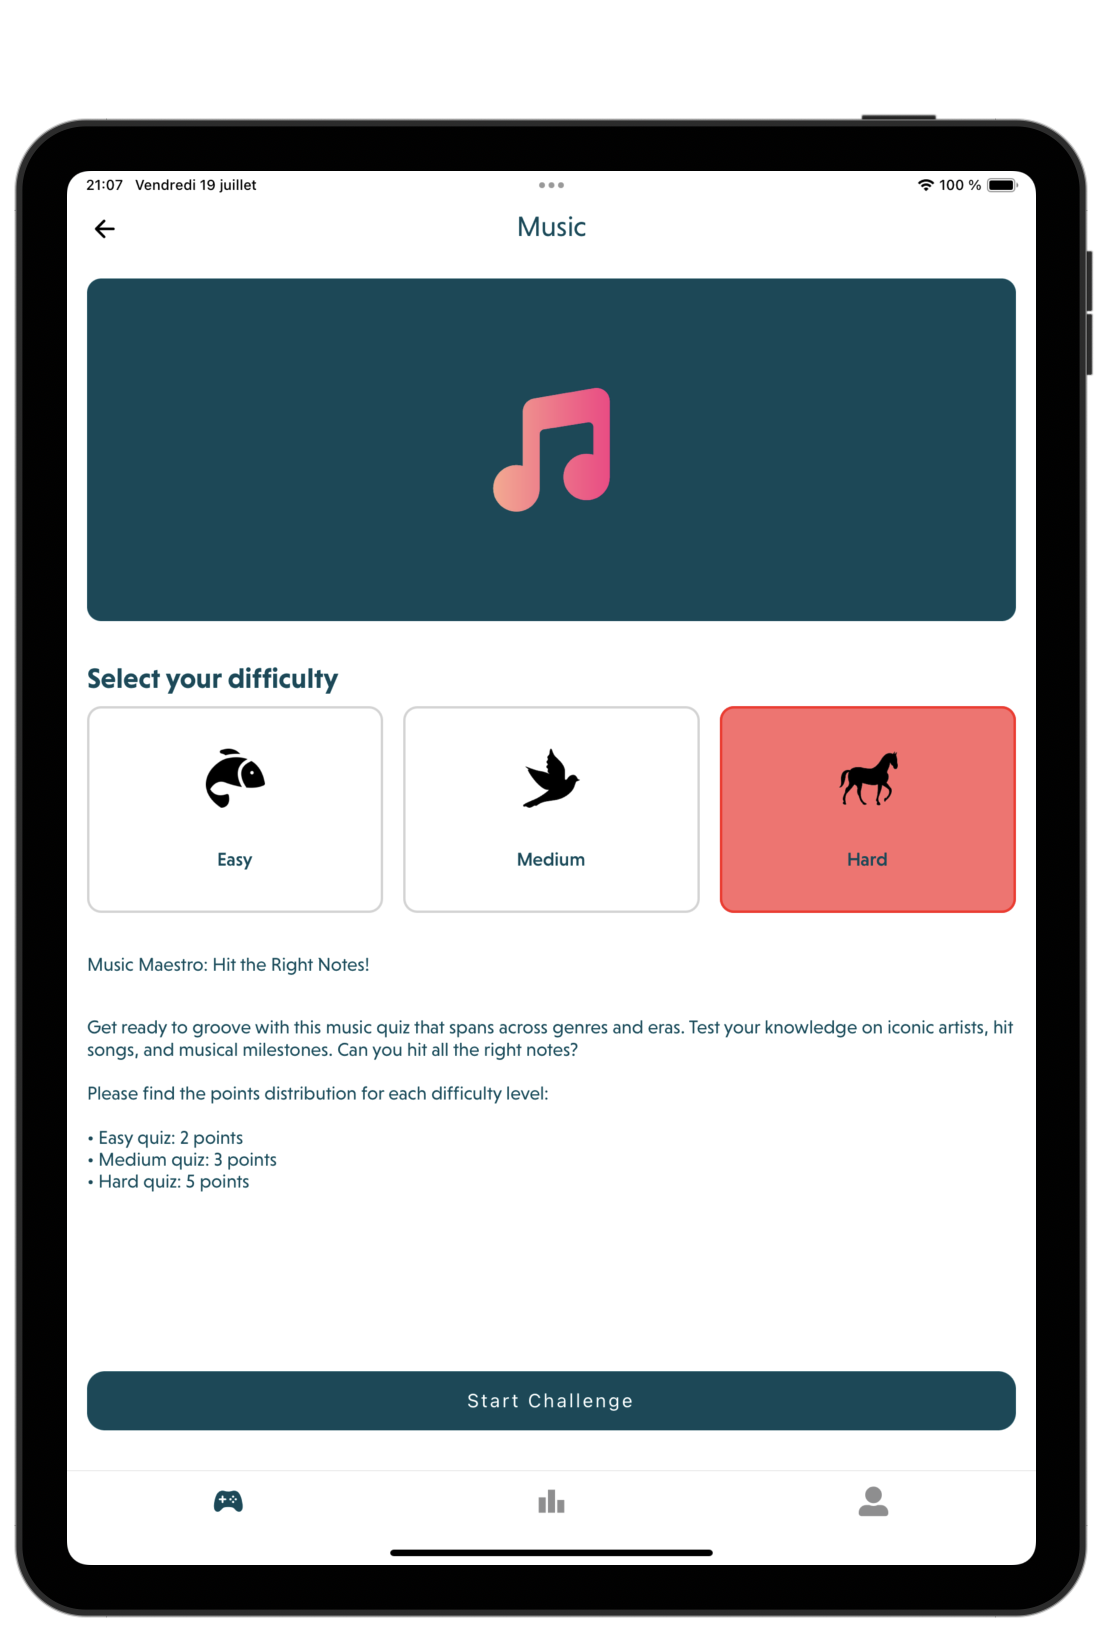 21:07 Vendredi 19 juillet 100 %
Music
Select your difficulty
Easy Medium Hard
Music Maestro: Hit the Right Notes!
Get ready to groove with this music quiz that spans across genres and eras. Test your knowledge on iconic artists, hit
songs, and musical milestones. Can you hit all the right notes?
Please find the points distribution for each difficulty level:
• Easy quiz: 2 points
• Medium quiz: 3 points
• Hard quiz: 5 points
Start Challenge